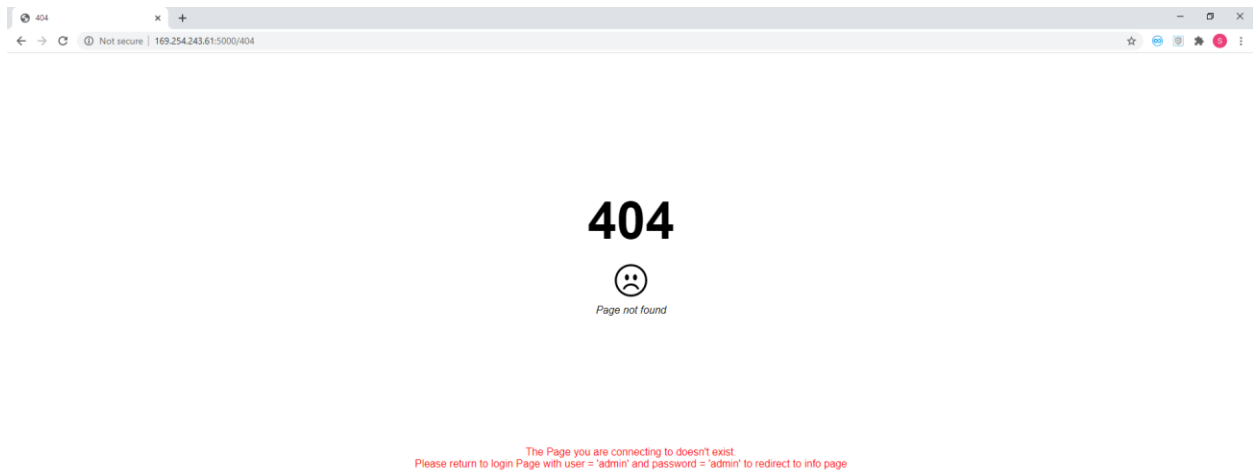 404
Not secure | 169.254.243.61:5000/404
S
404
Page not found
The Page you are connecting to doesn't exist.
Please return to login Page with user = 'admin' and password = 'admin' to redirect to info page